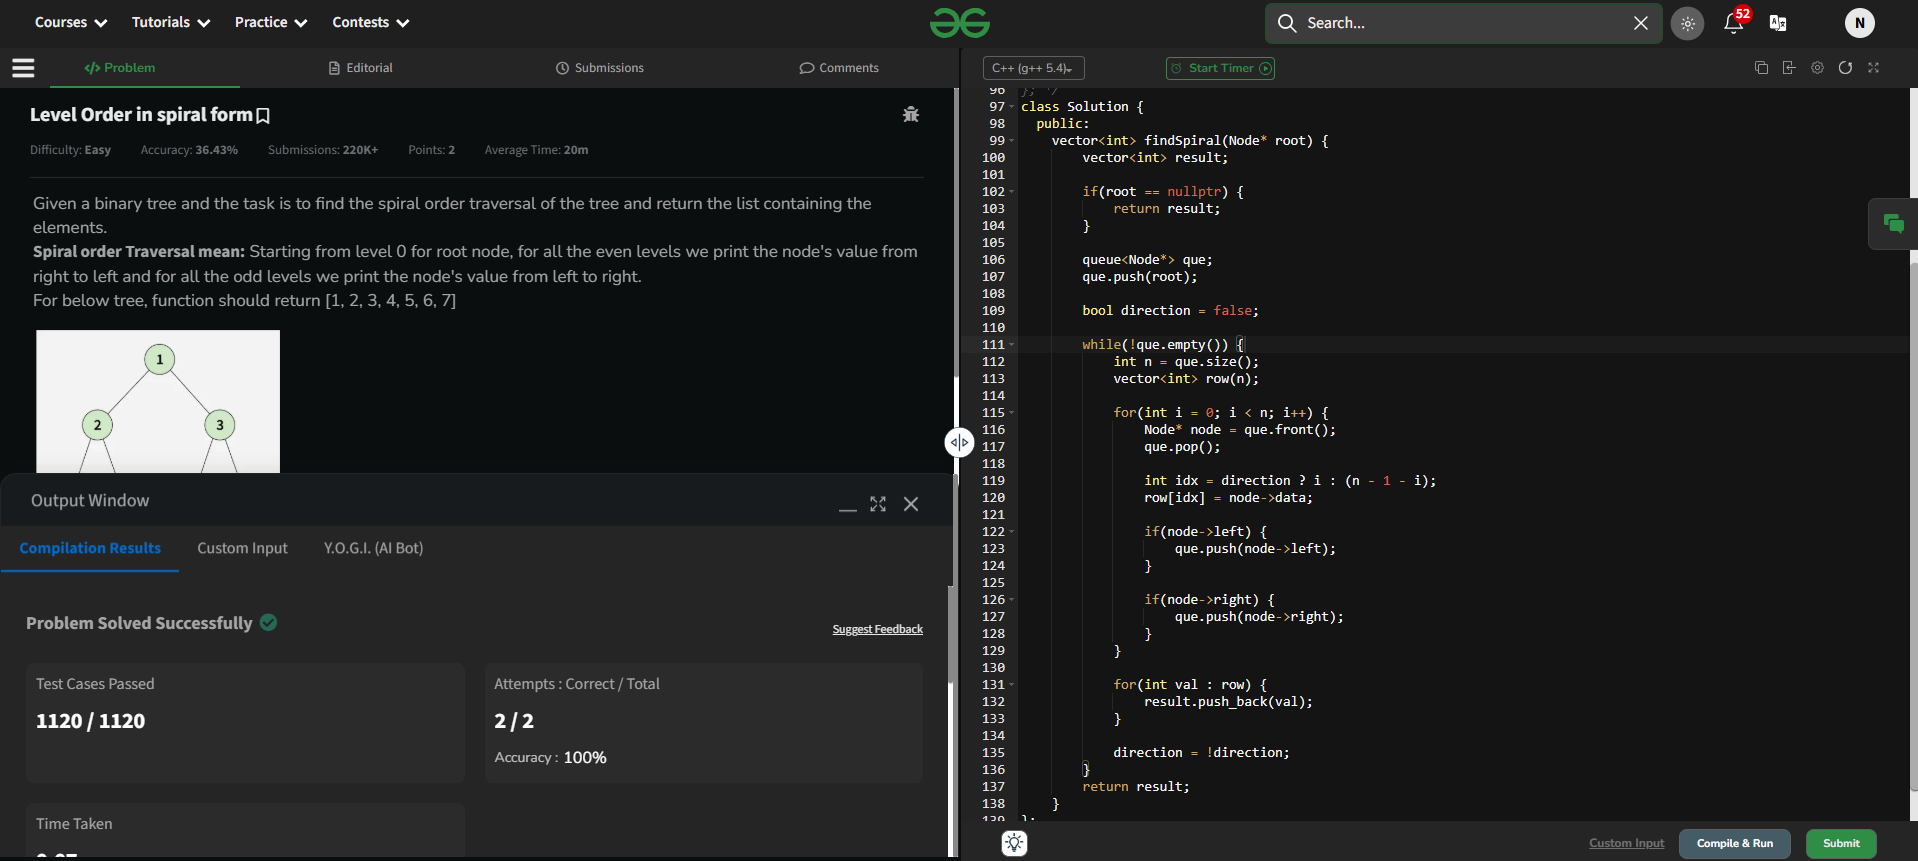 Courses Tutorials Practice Contests
Search...
52
N
Problem Editorial Submissions Comments
Level Order in spiral form
Difficulty: Easy Accuracy: 36.43% Submissions: 220K+ Points: 2 Average Time: 20m
Given a binary tree and the task is to find the spiral order traversal of the tree and return the list containing the
elements.
Spiral order Traversal mean: Starting from level 0 for root node, for all the even levels we print the node's value from
right to left and for all the odd levels we print the node's value from left to right.
For below tree, function should return [1, 2, 3, 4, 5, 6, 7]
1
2 3
Output Window
Compilation Results Custom Input Y.O.G.I. (AI Bot)
Problem Solved Successfully
Suggest Feedback
Test Cases Passed
1120 / 1120
Attempts : Correct / Total
2 / 2
Accuracy : 100%
Time Taken
C++ (g++ 5.4) Start Timer
96 }; */
97 class Solution {
98 public:
99 vector<int> findSpiral(Node* root) {
100 vector<int> result;
101
102 if(root == nullptr) {
103 return result;
104 }
105
106 queue<Node*> que;
107 que.push(root);
108
109 bool direction = false;
110
111 while(!que.empty()) {
112 int n = que.size();
113 vector<int> row(n);
114
115 for(int i = 0; i < n; i++) {
116 Node* node = que.front();
117 que.pop();
118
119 int idx = direction ? i : (n - 1 - i);
120 row[idx] = node->data;
121
122 if(node->left) {
123 que.push(node->left);
124 }
125
126 if(node->right) {
127 que.push(node->right);
128 }
129 }
130
131 for(int val : row) {
132 result.push_back(val);
133 }
134
135 direction = !direction;
136 }
137 return result;
138 }
139 };
Custom Input Compile & Run Submit